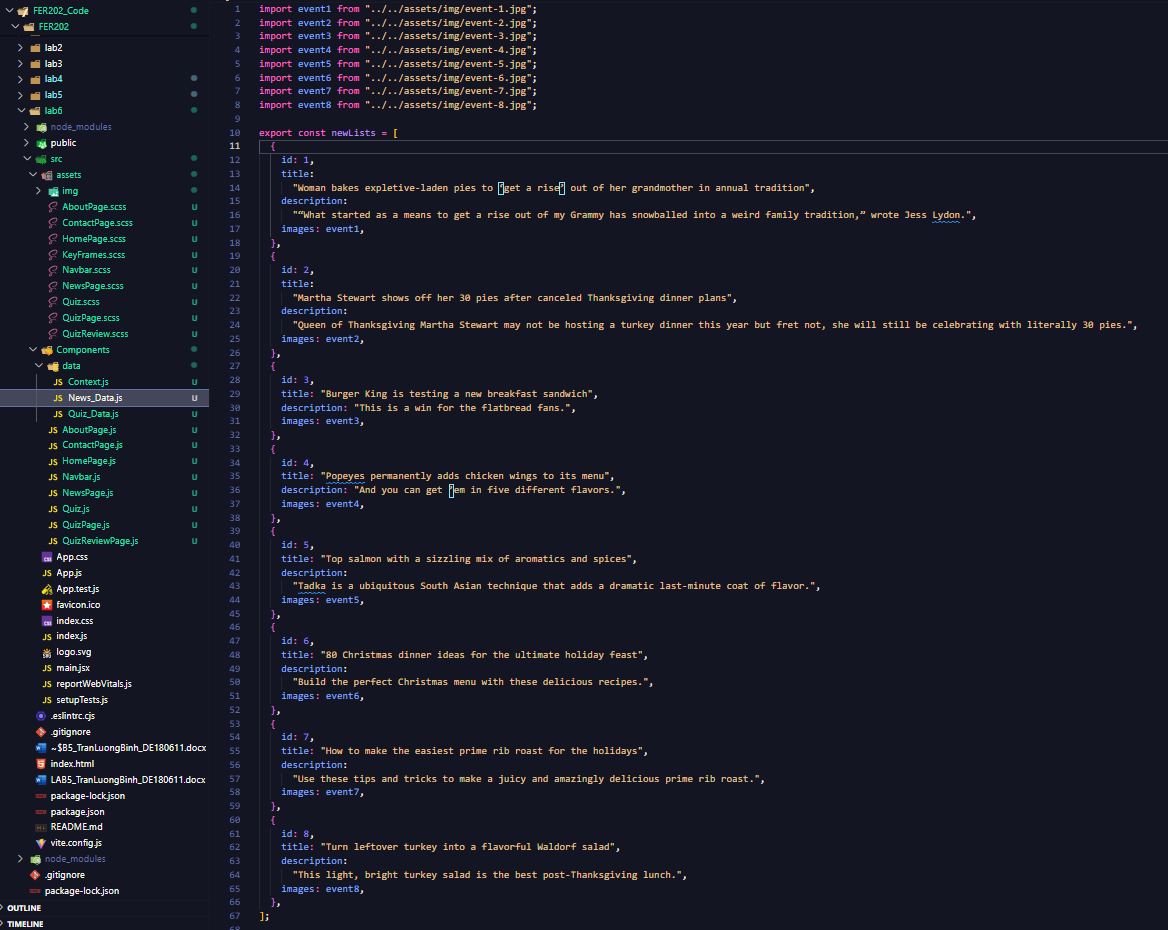 FER202_Code
FER202
lab2
lab3
lab4
lab5
lab6
node_modules
public
src
assets
img
AboutPage.scss U
ContactPage.scss U
HomePage.scss U
KeyFrames.scss U
Navbar.scss U
NewsPage.scss U
Quiz.scss U
QuizPage.scss U
QuizReview.scss U
Components
data
JS Context.js U
JS News_Data.js U
JS Quiz_Data.js U
JS AboutPage.js U
JS ContactPage.js U
JS HomePage.js U
JS Navbar.js U
JS NewsPage.js U
JS Quiz.js U
JS QuizPage.js U
JS QuizReviewPage.js U
App.css
JS App.js
App.test.js
favicon.ico
index.css
JS index.js
logo.svg
JS main.jsx
JS reportWebVitals.js
JS setupTests.js
.eslintrc.cjs
.gitignore
~$B5_TranLuongBinh_DE180611.docx
index.html
LAB5_TranLuongBinh_DE180611.docx
package-lock.json
package.json
README.md
vite.config.js
node_modules
.gitignore
package-lock.json
OUTLINE
TIMELINE
1 import event1 from "../../assets/img/event-1.jpg";
2 import event2 from "../../assets/img/event-2.jpg";
3 import event3 from "../../assets/img/event-3.jpg";
4 import event4 from "../../assets/img/event-4.jpg";
5 import event5 from "../../assets/img/event-5.jpg";
6 import event6 from "../../assets/img/event-6.jpg";
7 import event7 from "../../assets/img/event-7.jpg";
8 import event8 from "../../assets/img/event-8.jpg";
9
10 export const newLists = [
11 {
12 id: 1,
13 title:
14 "Woman bakes expletive-laden pies to ‘get a rise’ out of her grandmother in annual tradition",
15 description:
16 "“What started as a means to get a rise out of my Grammy has snowballed into a weird family tradition,” wrote Jess Lydon.",
17 images: event1,
18 },
19 {
20 id: 2,
21 title:
22 "Martha Stewart shows off her 30 pies after canceled Thanksgiving dinner plans",
23 description:
24 "Queen of Thanksgiving Martha Stewart may not be hosting a turkey dinner this year but fret not, she will still be celebrating with literally 30 pies.",
25 images: event2,
26 },
27 {
28 id: 3,
29 title: "Burger King is testing a new breakfast sandwich",
30 description: "This is a win for the flatbread fans.",
31 images: event3,
32 },
33 {
34 id: 4,
35 title: "Popeyes permanently adds chicken wings to its menu",
36 description: "And you can get ’em in five different flavors.",
37 images: event4,
38 },
39 {
40 id: 5,
41 title: "Top salmon with a sizzling mix of aromatics and spices",
42 description:
43 "Tadka is a ubiquitous South Asian technique that adds a dramatic last-minute coat of flavor.",
44 images: event5,
45 },
46 {
47 id: 6,
48 title: "80 Christmas dinner ideas for the ultimate holiday feast",
49 description:
50 "Build the perfect Christmas menu with these delicious recipes.",
51 images: event6,
52 },
53 {
54 id: 7,
55 title: "How to make the easiest prime rib roast for the holidays",
56 description:
57 "Use these tips and tricks to make a juicy and amazingly delicious prime rib roast.",
58 images: event7,
59 },
60 {
61 id: 8,
62 title: "Turn leftover turkey into a flavorful Waldorf salad",
63 description:
64 "This light, bright turkey salad is the best post-Thanksgiving lunch.",
65 images: event8,
66 },
67 ];
68